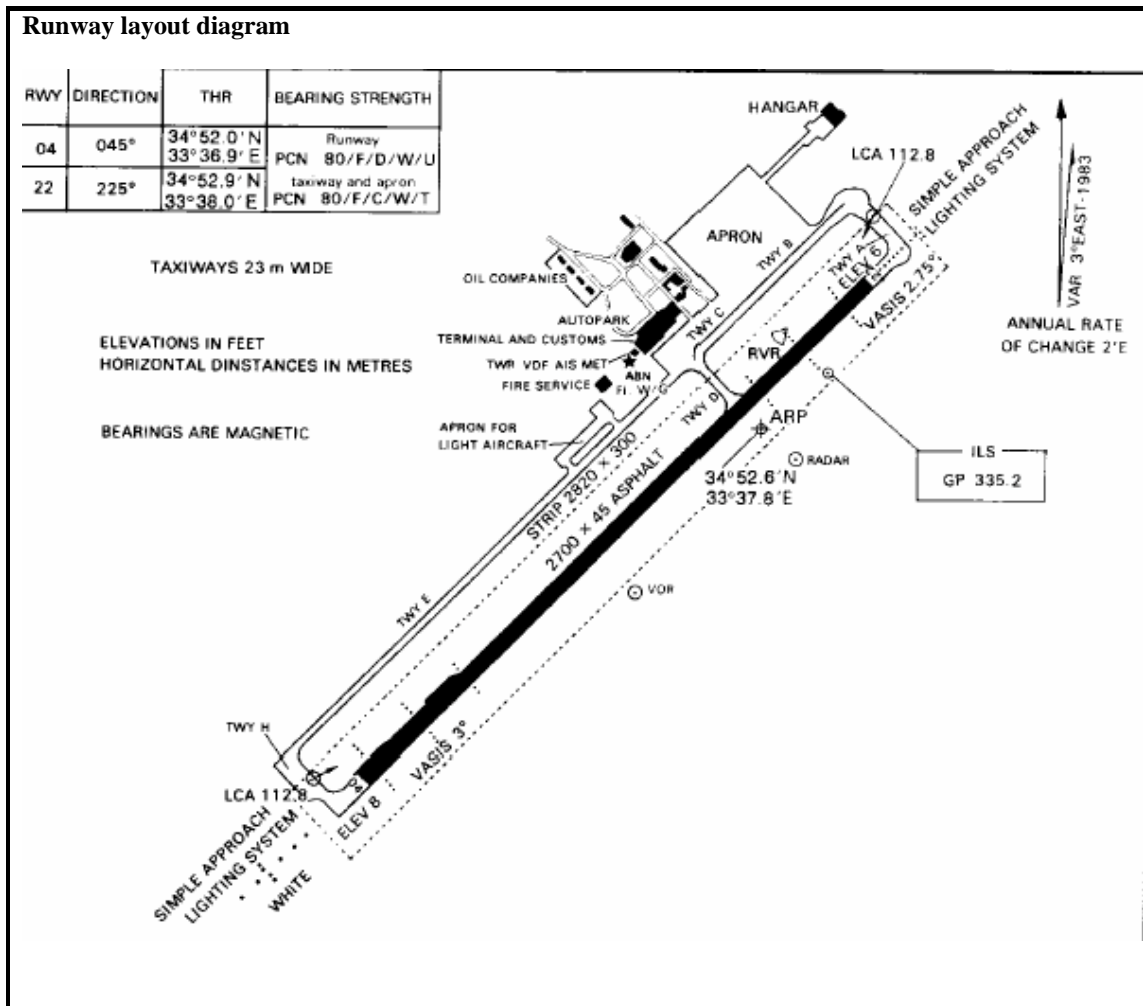 Runway layout diagram
RWY DIRECTION THR BEARING STRENGTH
04 045° 34°52.0'N 33°36.9'E Runway PCN 80/F/D/W/U
22 225° 34°52.9'N 33°38.0'E taxiway and apron PCN 80/F/C/W/T
HANGAR
LCA 112.8
SIMPLE APPROACH
LIGHTING SYSTEM
VAR 3°EAST-1983
ANNUAL RATE
OF CHANGE 2'E
TAXIWAYS 23 m WIDE
APRON
TWY B
TWY A
ELEV 6
VASIS 2.75°
OIL COMPANIES
AUTOPARK
TERMINAL AND CUSTOMS
TWY C
RVR
TWR VDF AIS MET
ABN
Fl. W/G
FIRE SERVICE
ELEVATIONS IN FEET
HORIZONTAL DINSTANCES IN METRES
BEARINGS ARE MAGNETIC
APRON FOR
LIGHT AIRCRAFT
TWY D
ARP
34°52.6'N
33°37.8'E
RADAR
ILS
GP 335.2
STRIP 2820 × 300
2700 × 45 ASPHALT
VOR
TWY E
TWY H
LCA 112.8
04
ELEV 8
VASIS 3°
SIMPLE APPROACH
LIGHTING SYSTEM
WHITE